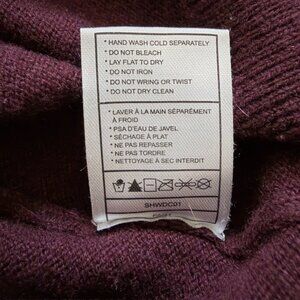 * HAND WASH COLD SEPARATELY
* DO NOT BLEACH
* LAY FLAT TO DRY
* DO NOT IRON
* DO NOT WRING OR TWIST
* DO NOT DRY CLEAN
* LAVER À LA MAIN SÉPARÉMENT
À FROID
* PSA D'EAU DE JAVEL
* SÉCHAGE À PLAT
* NE PAS REPASSER
* NE PAS TORDRE
* NETTOYAGE À SEC INTERDIT
SHWDC91